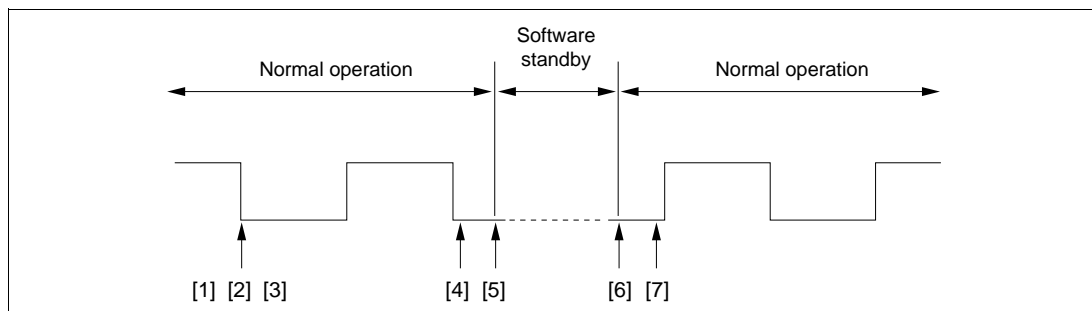 Software
standby
Normal operation
Normal operation
[1] [2] [3]
[4] [5]
[6] [7]